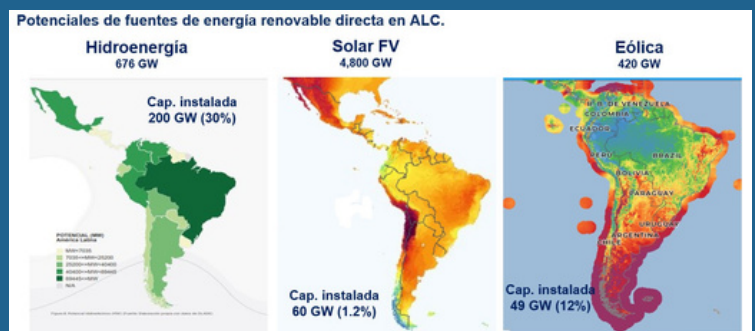 Potenciales de fuentes de energía renovable directa en ALC.
Hidroenergía
676 GW
Cap. instalada
200 GW (30%)
POTENCIAL (MW)
América Latina
N/A
Solar FV
4,800 GW
Cap. instalada
60 GW (1.2%)
Eólica
420 GW
R. B. DE VENEZUELA
COLOMBIA
ECUADOR
PERÚ
BRAZIL
BOLIVIA
PARAGUAY
URUGUAY
ARGENTINA
CHILE
Cap. instalada
49 GW (12%)